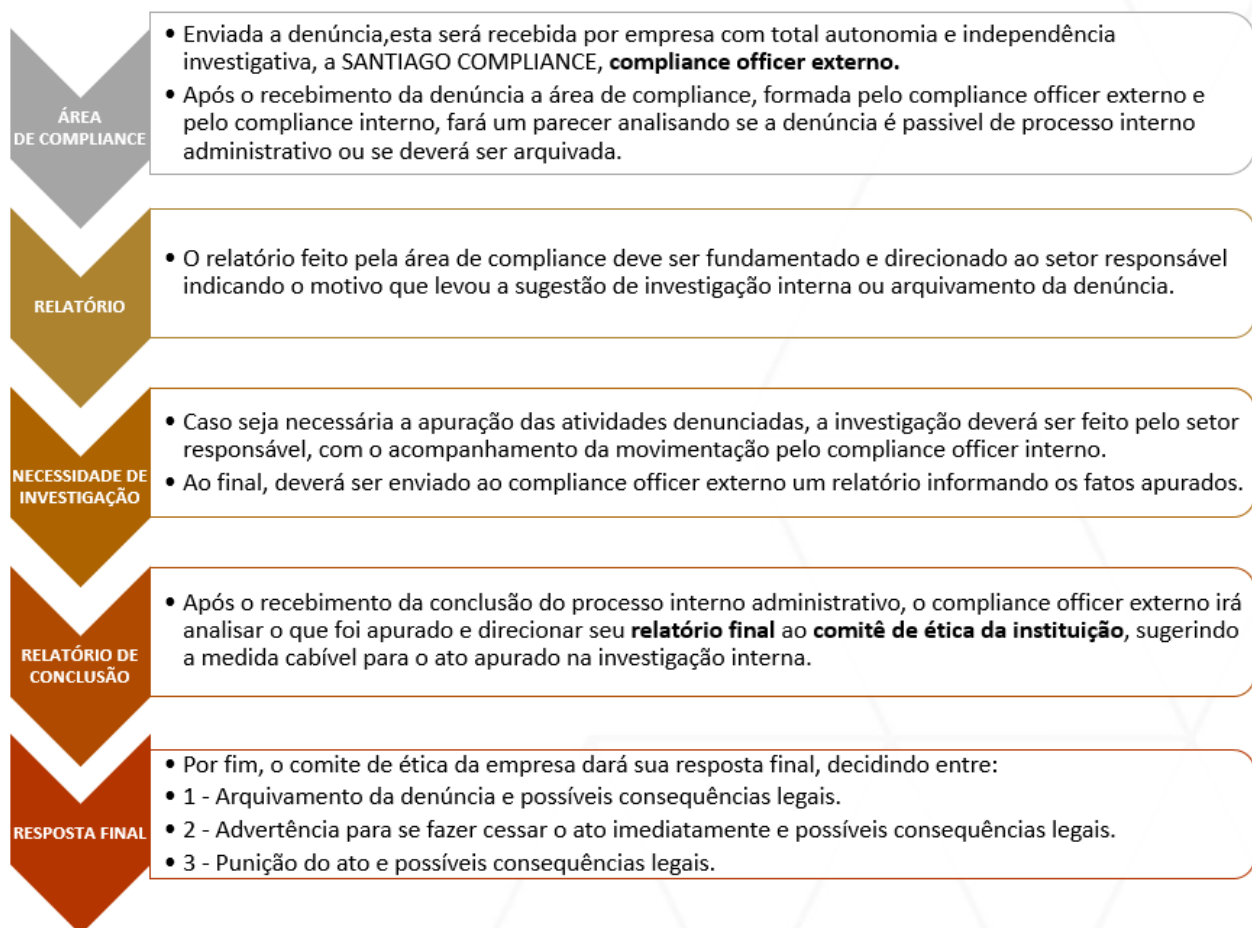 ÁREA
DE COMPLIANCE
• Enviada a denúncia,esta será recebida por empresa com total autonomia e independência
investigativa, a SANTIAGO COMPLIANCE, compliance officer externo.
• Após o recebimento da denúncia a área de compliance, formada pelo compliance officer externo e
pelo compliance interno, fará um parecer analisando se a denúncia é passivel de processo interno
administrativo ou se deverá ser arquivada.
RELATÓRIO
• O relatório feito pela área de compliance deve ser fundamentado e direcionado ao setor responsável
indicando o motivo que levou a sugestão de investigação interna ou arquivamento da denúncia.
NECESSIDADE DE
INVESTIGAÇÃO
• Caso seja necessária a apuração das atividades denunciadas, a investigação deverá ser feito pelo setor
responsável, com o acompanhamento da movimentação pelo compliance officer interno.
• Ao final, deverá ser enviado ao compliance officer externo um relatório informando os fatos apurados.
RELATÓRIO DE
CONCLUSÃO
• Após o recebimento da conclusão do processo interno administrativo, o compliance officer externo irá
analisar o que foi apurado e direcionar seu relatório final ao comitê de ética da instituição, sugerindo
a medida cabível para o ato apurado na investigação interna.
RESPOSTA FINAL
• Por fim, o comite de ética da empresa dará sua resposta final, decidindo entre:
• 1 - Arquivamento da denúncia e possíveis consequências legais.
• 2 - Advertência para se fazer cessar o ato imediatamente e possíveis consequências legais.
• 3 - Punição do ato e possíveis consequências legais.